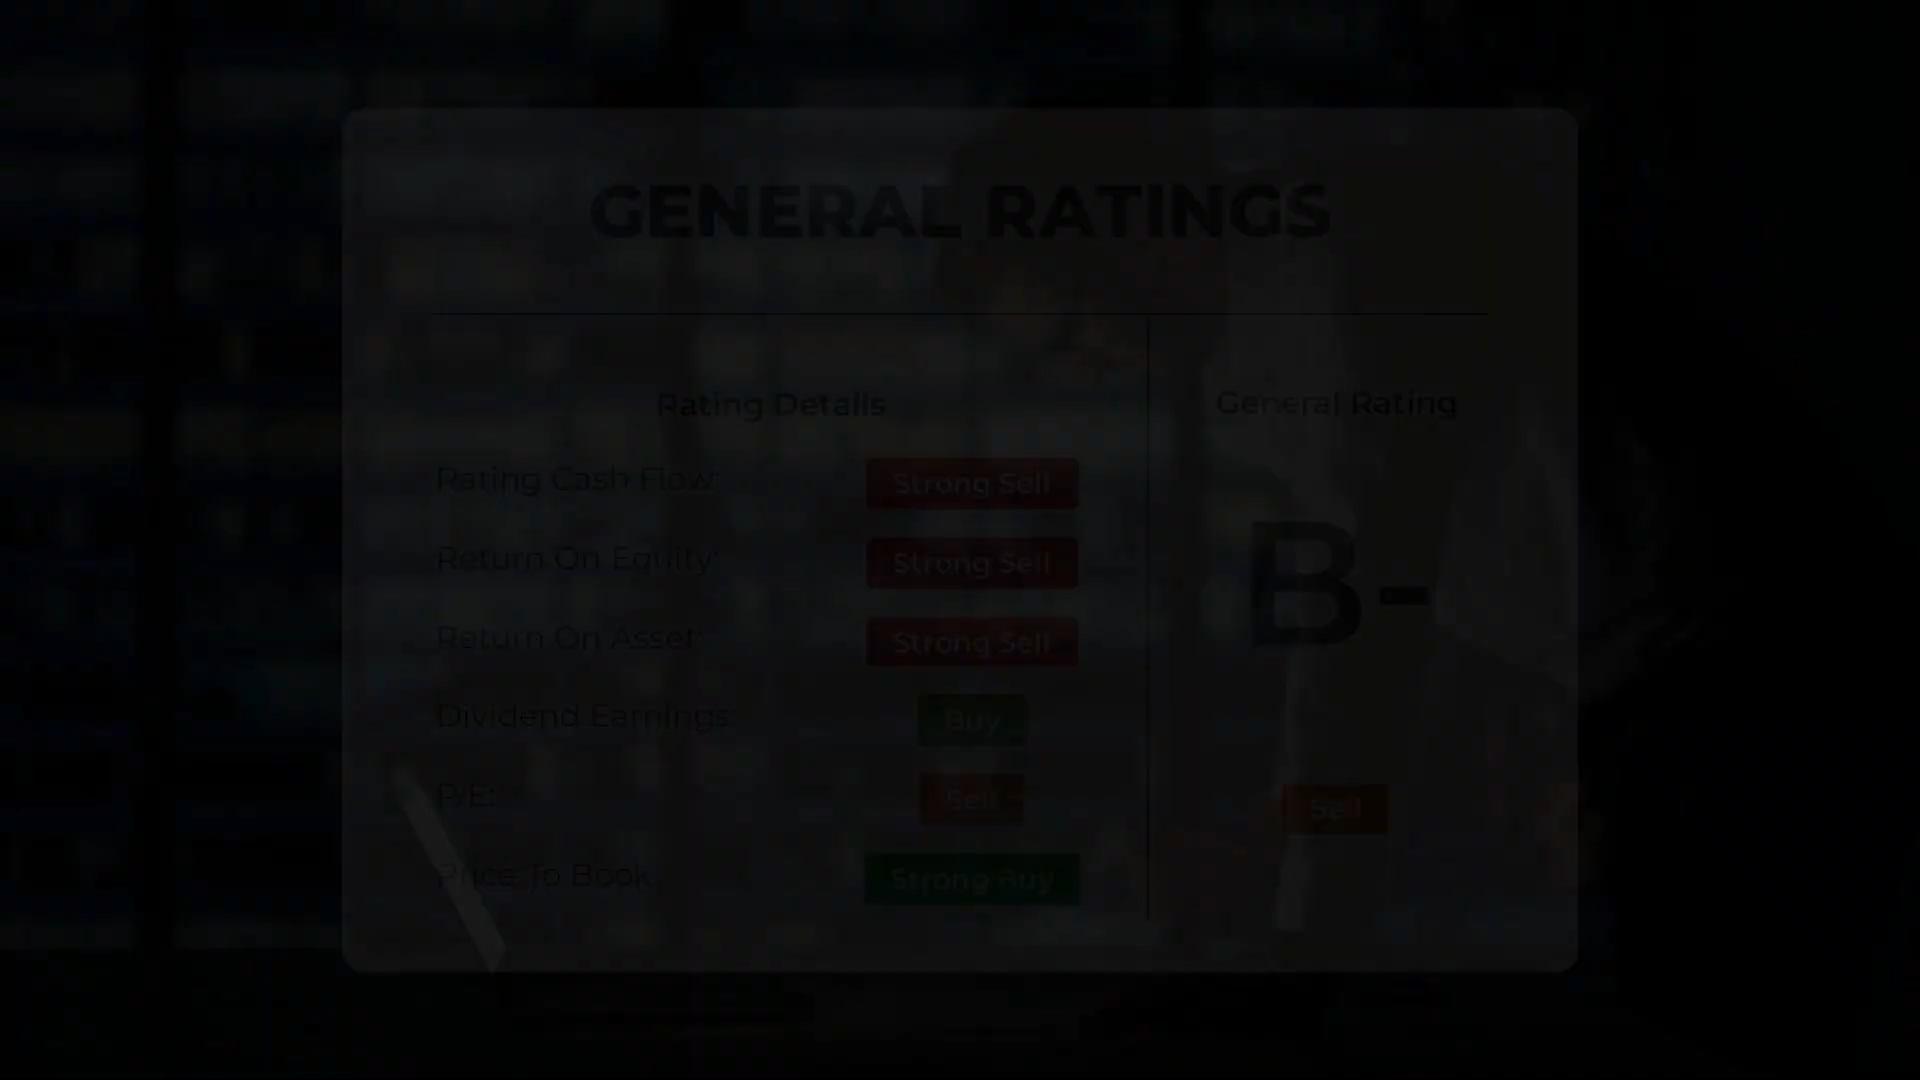 GENERAL RATINGS
Rating Details
General Rating
Rating Cash Flow: Strong Sell
Return On Equity: Strong Sell
Return On Asset: Strong Sell
Dividend Earnings: Buy
P/E: Sell
Price To Book: Strong Buy
B-
Sell